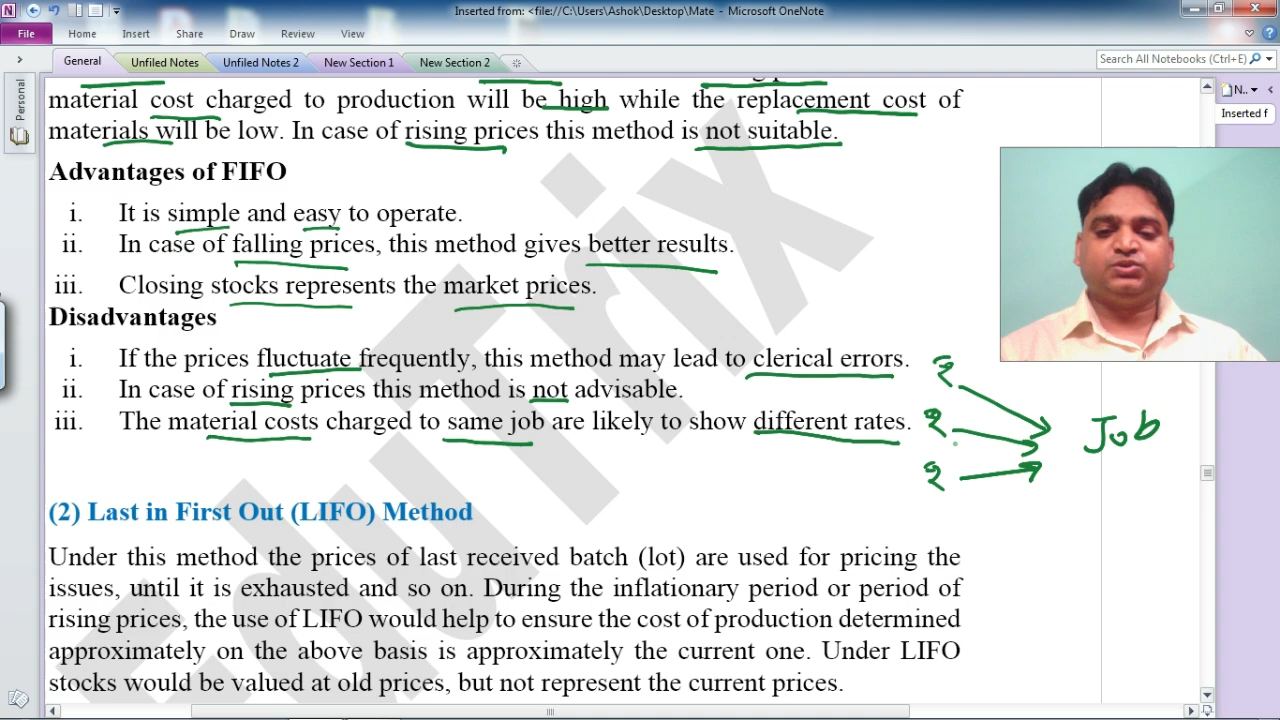 Inserted from: <file://C:\Users\Ashok\Desktop\Mate - Microsoft OneNote
File Home Insert Share Draw Review View
General Unfiled Notes Unfiled Notes 2 New Section 1 New Section 2
Search All Notebooks (Ctrl+E)
N..
Personal
Inserted f
material cost charged to production will be high while the replacement cost of
materials will be low. In case of rising prices this method is not suitable.
Advantages of FIFO
i. It is simple and easy to operate.
ii. In case of falling prices, this method gives better results.
iii. Closing stocks represents the market prices.
Disadvantages
i. If the prices fluctuate frequently, this method may lead to clerical errors.
ii. In case of rising prices this method is not advisable.
iii. The material costs charged to same job are likely to show different rates.
Job
(2) Last in First Out (LIFO) Method
Under this method the prices of last received batch (lot) are used for pricing the
issues, until it is exhausted and so on. During the inflationary period or period of
rising prices, the use of LIFO would help to ensure the cost of production determined
approximately on the above basis is approximately the current one. Under LIFO
stocks would be valued at old prices, but not represent the current prices.
EduTrix